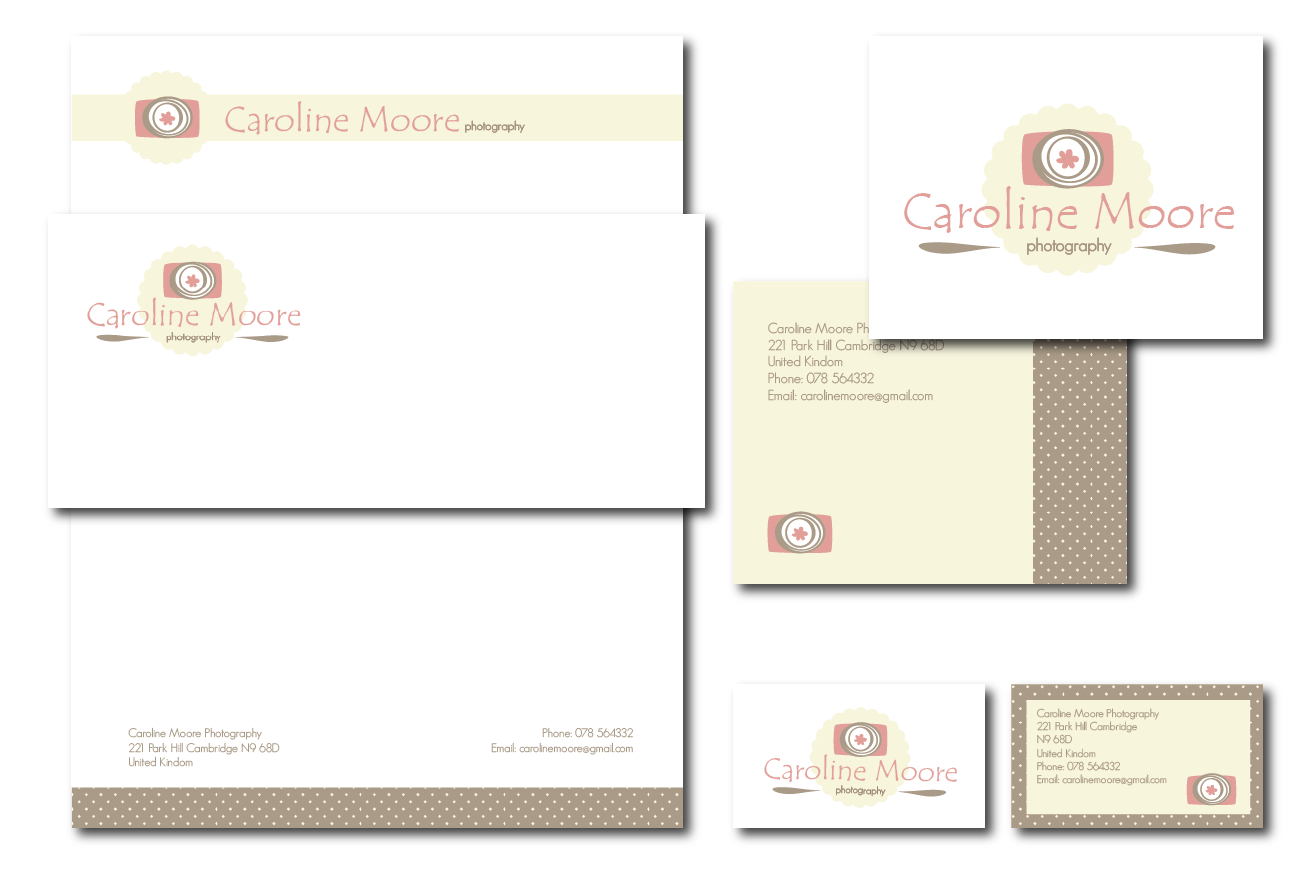 Caroline Moore photography
Caroline Moore
photography
Caroline Moore Photography
221 Park Hill Cambridge N9 68D
United Kindom
Phone: 078 564332
Email: carolinemoore@gmail.com
Caroline Moore
photography
Caroline Moore Ph
221 Park Hill Cambridge N9 68D
United Kindom
Phone: 078 564332
Email: carolinemoore@gmail.com
Caroline Moore
photography
Caroline Moore Photography
221 Park Hill Cambridge
N9 68D
United Kindom
Phone: 078 564332
Email: carolinemoore@gmail.com